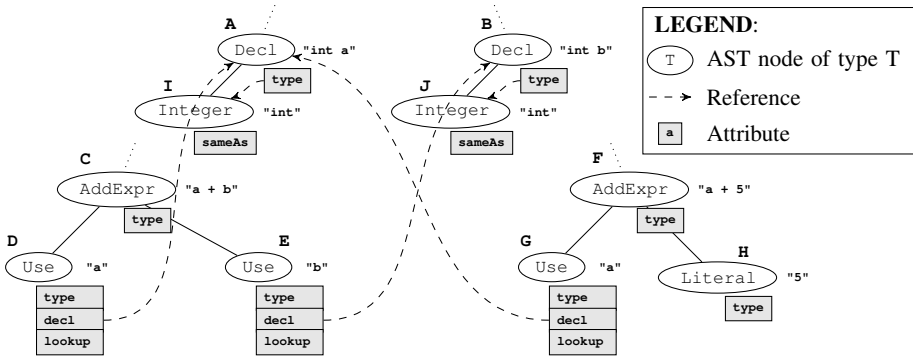 A
Decl "int a"
type
I
Integer "int"
sameAs
B
Decl "int b"
type
J
Integer "int"
sameAs
LEGEND:
T AST node of type T
Reference
a Attribute
C
AddExpr "a + b"
type
D
Use "a"
type
decl
lookup
E
Use "b"
type
decl
lookup
F
AddExpr "a + 5"
type
G
Use "a"
type
decl
lookup
H
Literal "5"
type